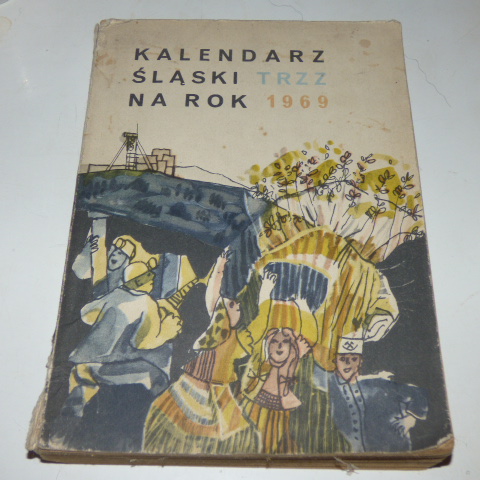 KALENDARZ
ŚLĄSKI TRZZ
NA ROK 1969